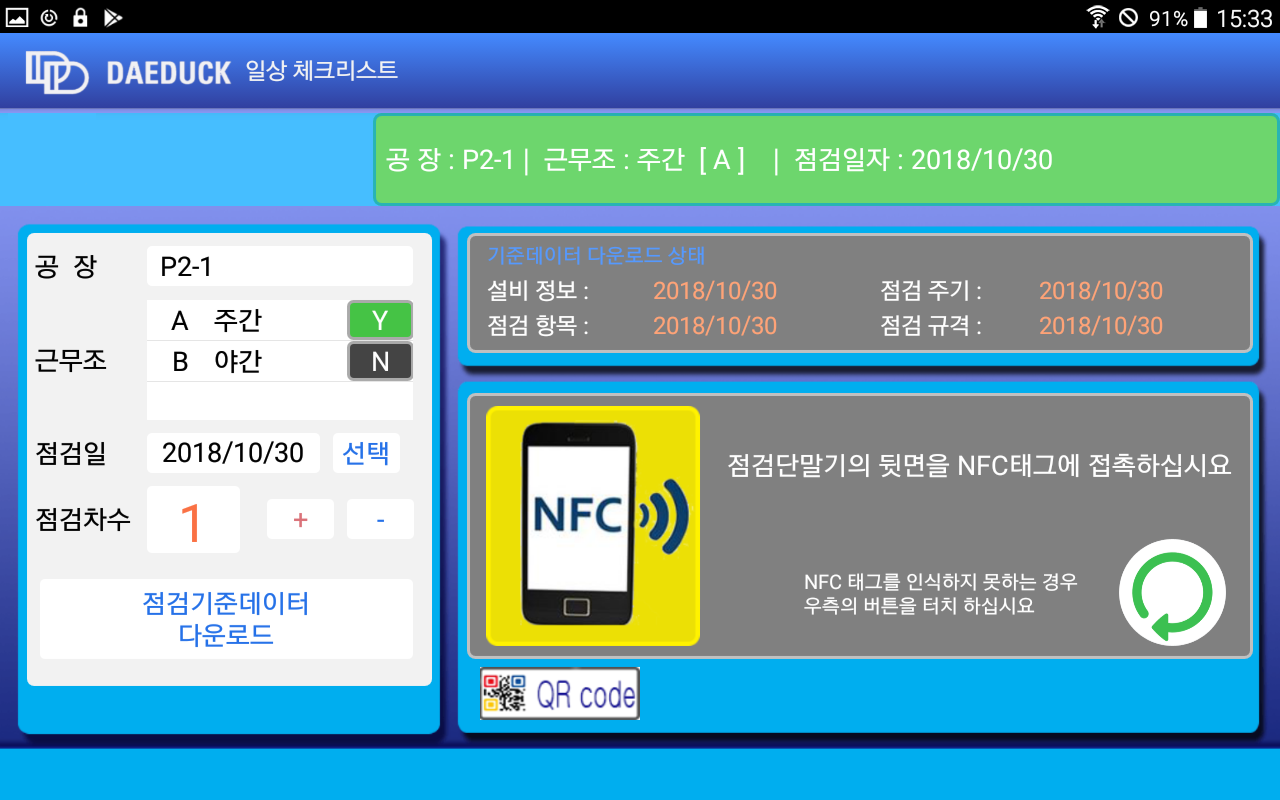 91% 15:33
DAEDUCK 일상 체크리스트
공 장 : P2-1 | 근무조 : 주간 [ A ] | 점검일자 : 2018/10/30
공 장 P2-1
A 주간 Y
근무조
B 야간 N
점검일 2018/10/30 선택
점검차수 1 + -
점검기준데이터
다운로드
기준데이터 다운로드 상태
설비 정보 : 2018/10/30 점검 주기 : 2018/10/30
점검 항목 : 2018/10/30 점검 규격 : 2018/10/30
NFC
점검단말기의 뒷면을 NFC태그에 접촉하십시요
NFC 태그를 인식하지 못하는 경우
우측의 버튼을 터치 하십시요
QR code